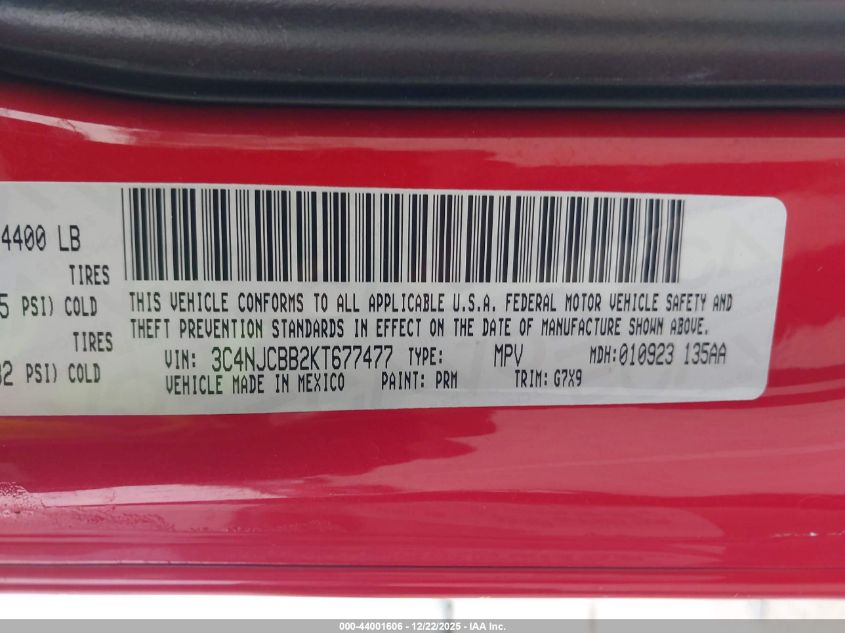 4400 LB
TIRES
5 PSI) COLD
TIRES
32 PSI) COLD
THIS VEHICLE CONFORMS TO ALL APPLICABLE U.S.A. FEDERAL MOTOR VEHICLE SAFETY AND
THEFT PREVENTION STANDARDS IN EFFECT ON THE DATE OF MANUFACTURE SHOWN ABOVE.
VIN: 3C4NJCBB2KT677477 TYPE: MPV MDH:010923 135AA
VEHICLE MADE IN MEXICO PAINT: PRM TRIM: G7X9
000-44001606 - 12/22/2025 - IAA Inc.